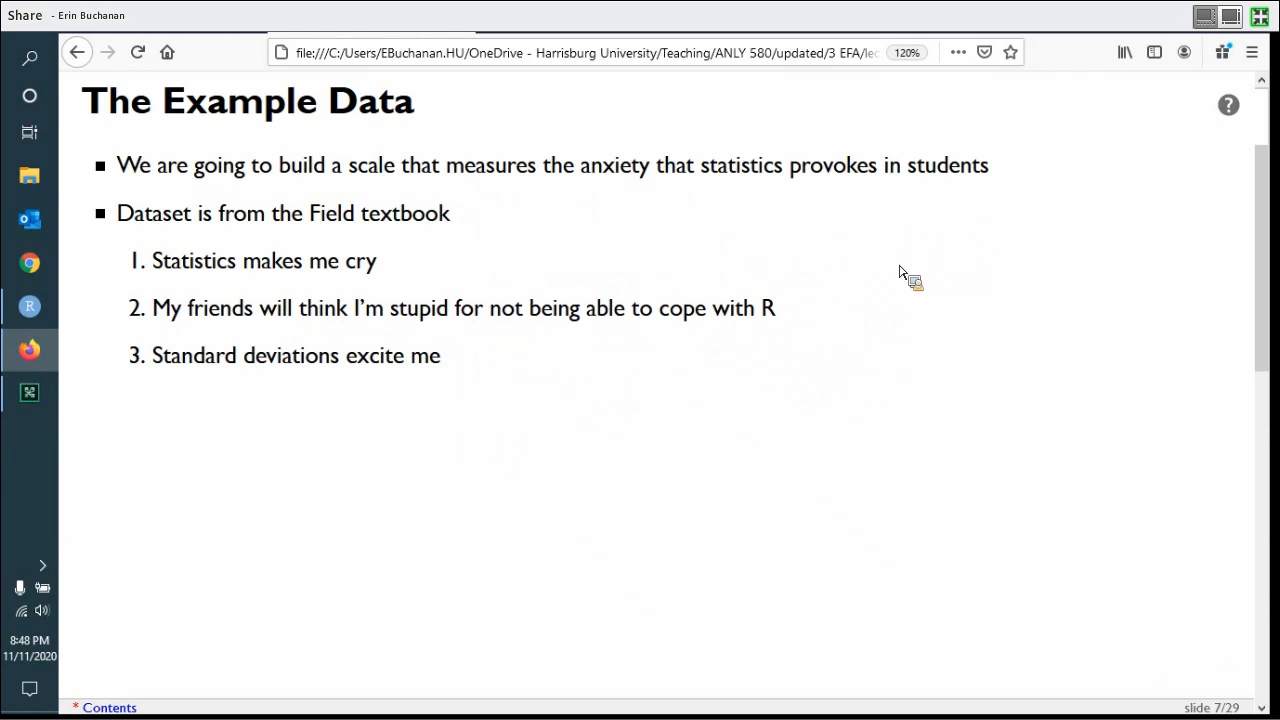 Share - Erin Buchanan
file:///C:/Users/EBuchanan.HU/OneDrive - Harrisburg University/Teaching/ANLY 580/updated/3 EFA/lec
120%
The Example Data
?
We are going to build a scale that measures the anxiety that statistics provokes in students
Dataset is from the Field textbook
1. Statistics makes me cry
2. My friends will think I'm stupid for not being able to cope with R
3. Standard deviations excite me
8:48 PM
11/11/2020
* Contents
slide 7/29